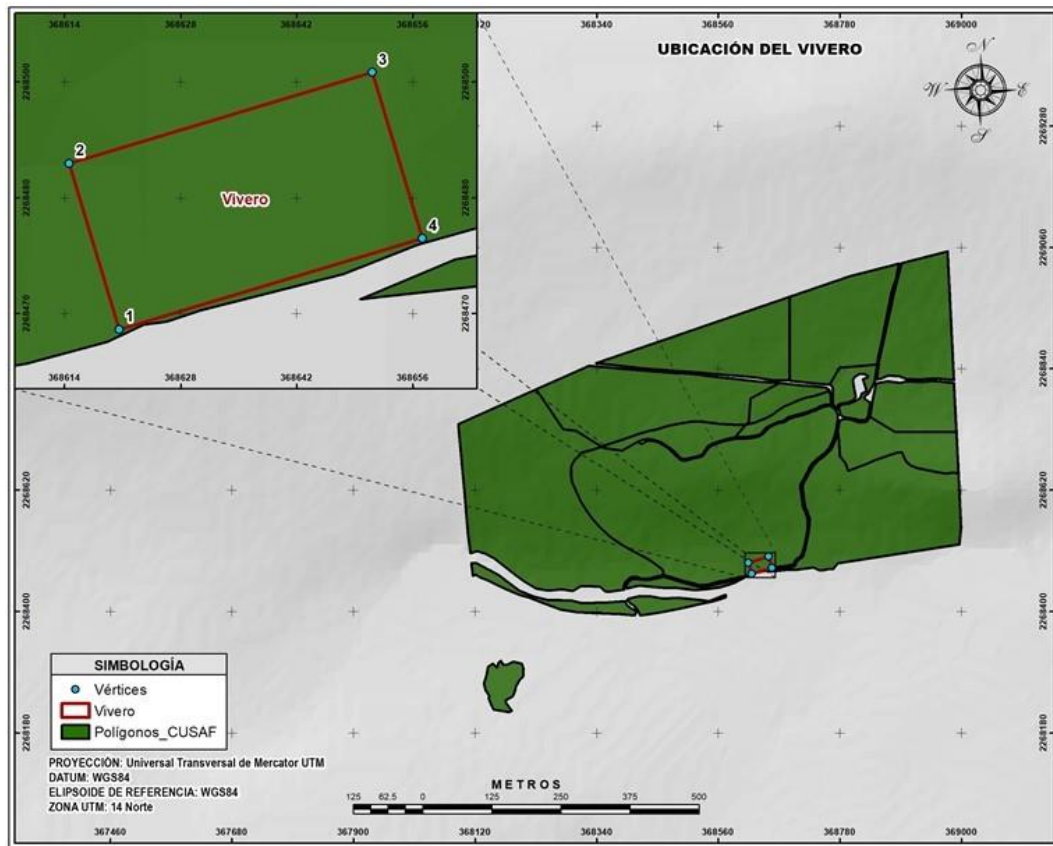 368614 368628 368642 368656
120 368340 368560 368780 369000
UBICACIÓN DEL VIVERO
N
W E
S
3
2268500 2268500
2269280
2
Vivero
2268480 2268480
4
2269060
1
2268470 2268470
368614 368628 368642 368656
2268840
2268620 2268620
2268400 2268400
SIMBOLOGÍA
Vértices
Vivero
Polígonos_CUSAF
2268180 2268180
PROYECCIÓN: Universal Transversal de Mercator UTM
DATUM: WGS84
ELIPSOIDE DE REFERENCIA: WGS84
ZONA UTM: 14 Norte
METROS
125 62.5 0 125 250 375 500
367460 367680 367900 368120 368340 368560 368780 369000